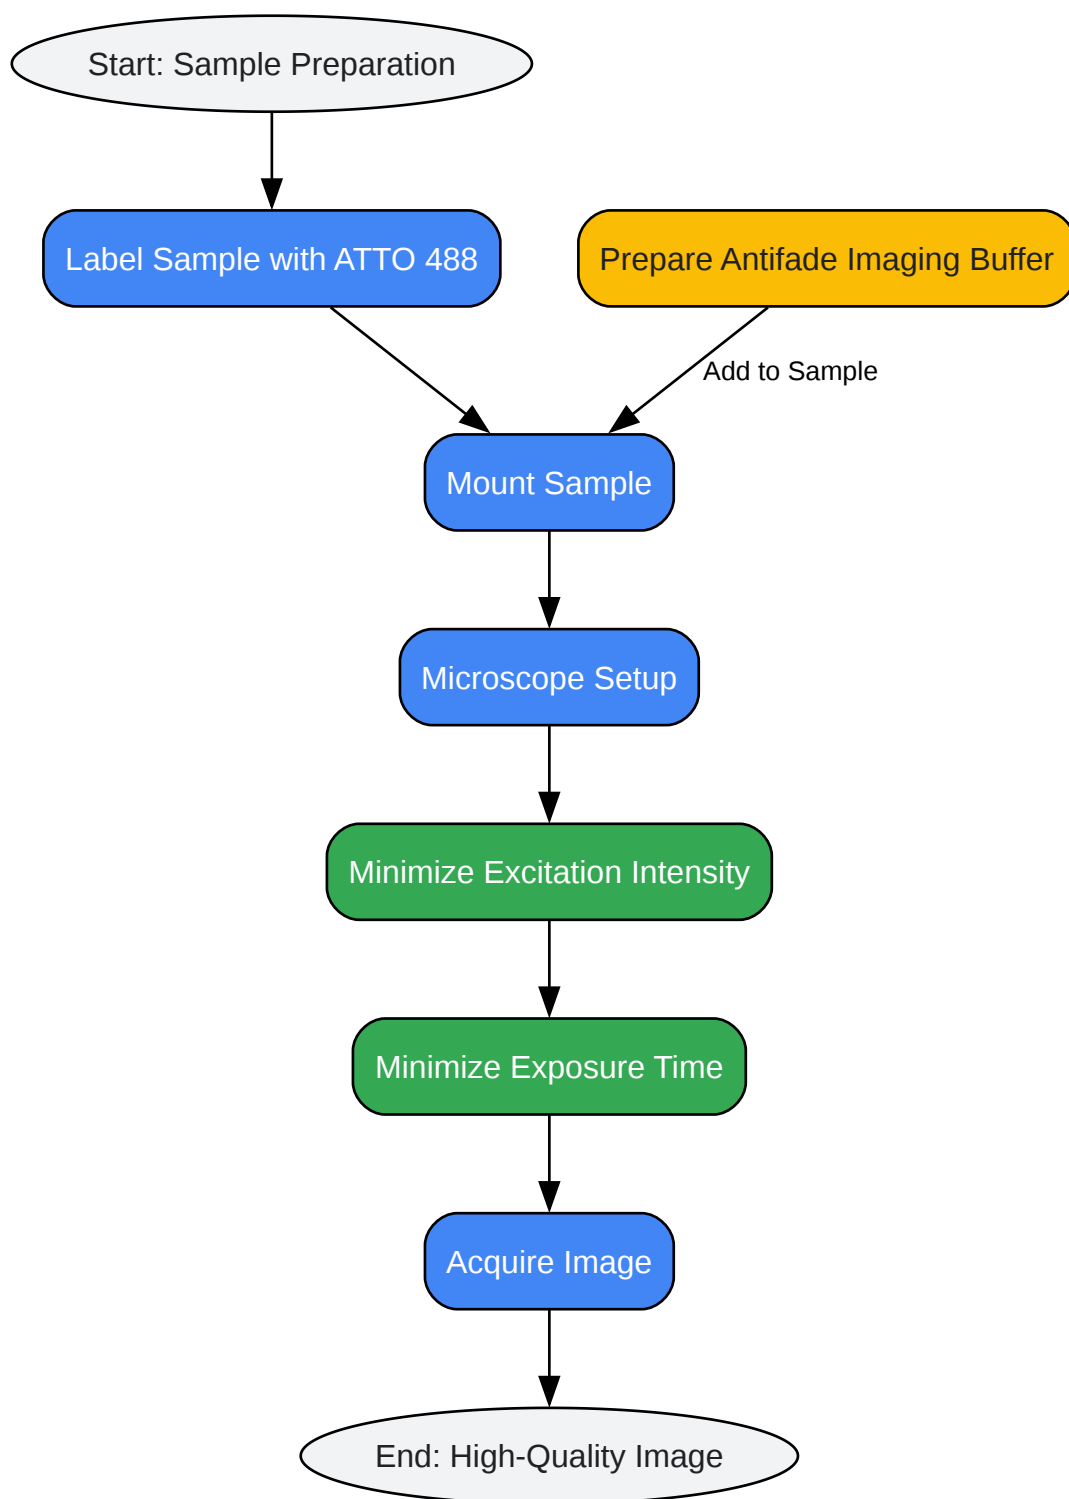 Start: Sample Preparation
Label Sample with ATTO 488
Prepare Antifade Imaging Buffer
Add to Sample
Mount Sample
Microscope Setup
Minimize Excitation Intensity
Minimize Exposure Time
Acquire Image
End: High-Quality Image